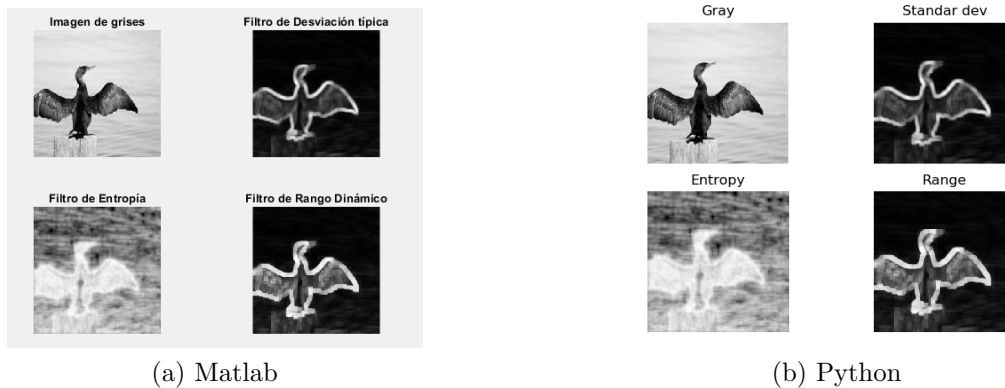 Imagen de grises
Filtro de Desviación típica
Filtro de Entropía
Filtro de Rango Dinámico
(a) Matlab
Gray
Standar dev
Entropy
Range
(b) Python